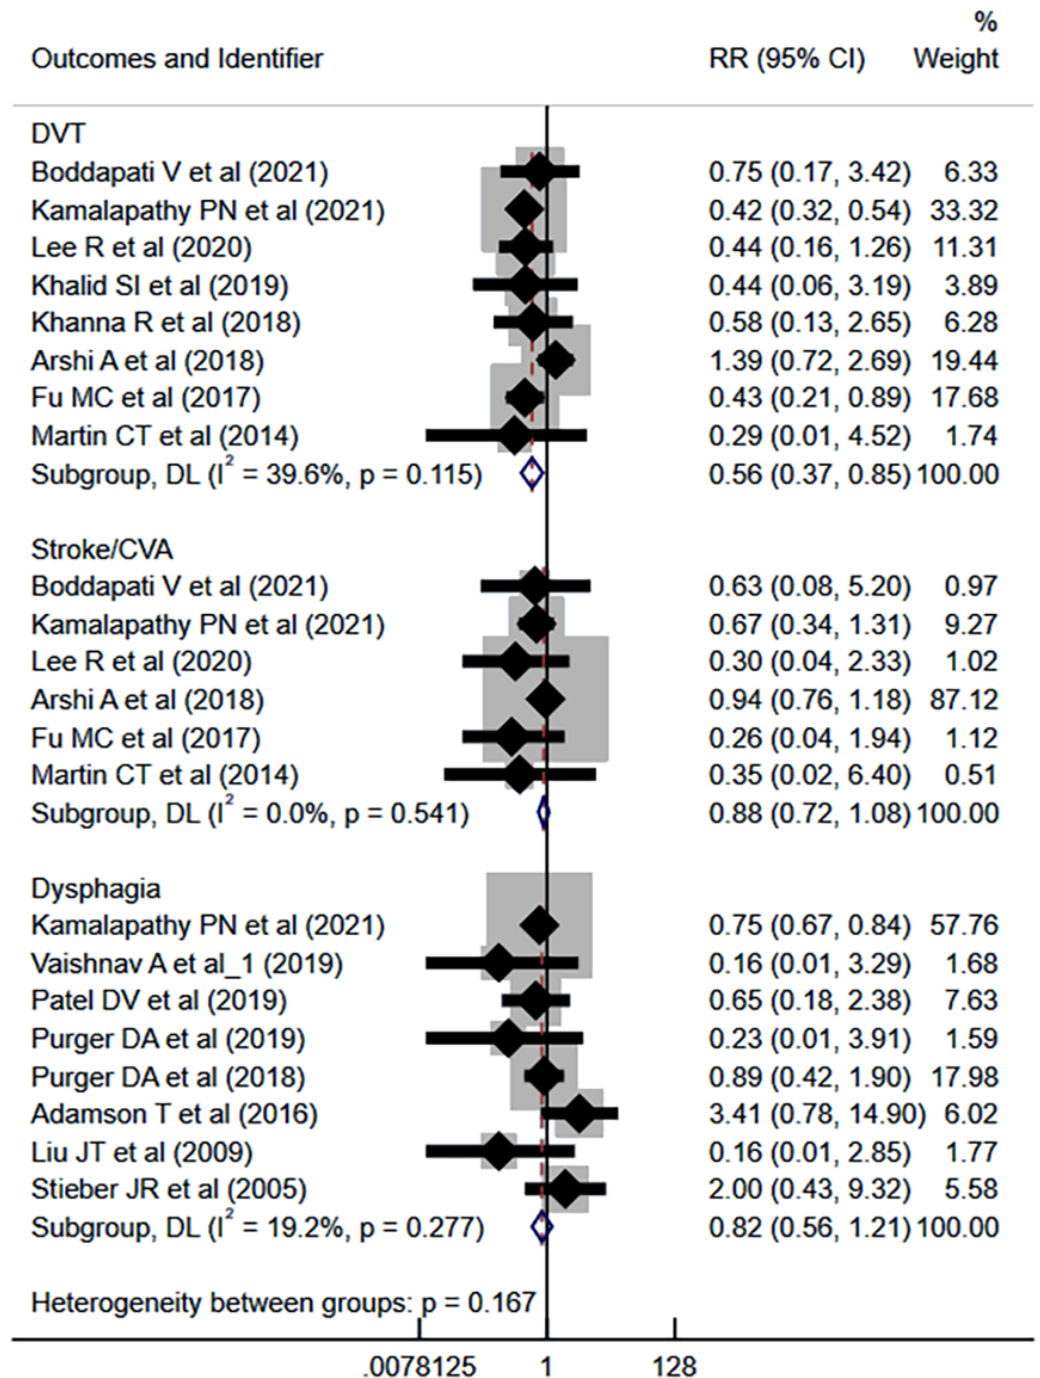 %
Outcomes and Identifier RR (95% CI) Weight
DVT
Boddapati V et al (2021) 0.75 (0.17, 3.42) 6.33
Kamalapathy PN et al (2021) 0.42 (0.32, 0.54) 33.32
Lee R et al (2020) 0.44 (0.16, 1.26) 11.31
Khalid SI et al (2019) 0.44 (0.06, 3.19) 3.89
Khanna R et al (2018) 0.58 (0.13, 2.65) 6.28
Arshi A et al (2018) 1.39 (0.72, 2.69) 19.44
Fu MC et al (2017) 0.43 (0.21, 0.89) 17.68
Martin CT et al (2014) 0.29 (0.01, 4.52) 1.74
Subgroup, DL (I² = 39.6%, p = 0.115) 0.56 (0.37, 0.85) 100.00
Stroke/CVA
Boddapati V et al (2021) 0.63 (0.08, 5.20) 0.97
Kamalapathy PN et al (2021) 0.67 (0.34, 1.31) 9.27
Lee R et al (2020) 0.30 (0.04, 2.33) 1.02
Arshi A et al (2018) 0.94 (0.76, 1.18) 87.12
Fu MC et al (2017) 0.26 (0.04, 1.94) 1.12
Martin CT et al (2014) 0.35 (0.02, 6.40) 0.51
Subgroup, DL (I² = 0.0%, p = 0.541) 0.88 (0.72, 1.08) 100.00
Dysphagia
Kamalapathy PN et al (2021) 0.75 (0.67, 0.84) 57.76
Vaishnav A et al_1 (2019) 0.16 (0.01, 3.29) 1.68
Patel DV et al (2019) 0.65 (0.18, 2.38) 7.63
Purger DA et al (2019) 0.23 (0.01, 3.91) 1.59
Purger DA et al (2018) 0.89 (0.42, 1.90) 17.98
Adamson T et al (2016) 3.41 (0.78, 14.90) 6.02
Liu JT et al (2009) 0.16 (0.01, 2.85) 1.77
Stieber JR et al (2005) 2.00 (0.43, 9.32) 5.58
Subgroup, DL (I² = 19.2%, p = 0.277) 0.82 (0.56, 1.21) 100.00
Heterogeneity between groups: p = 0.167
.0078125 1 128